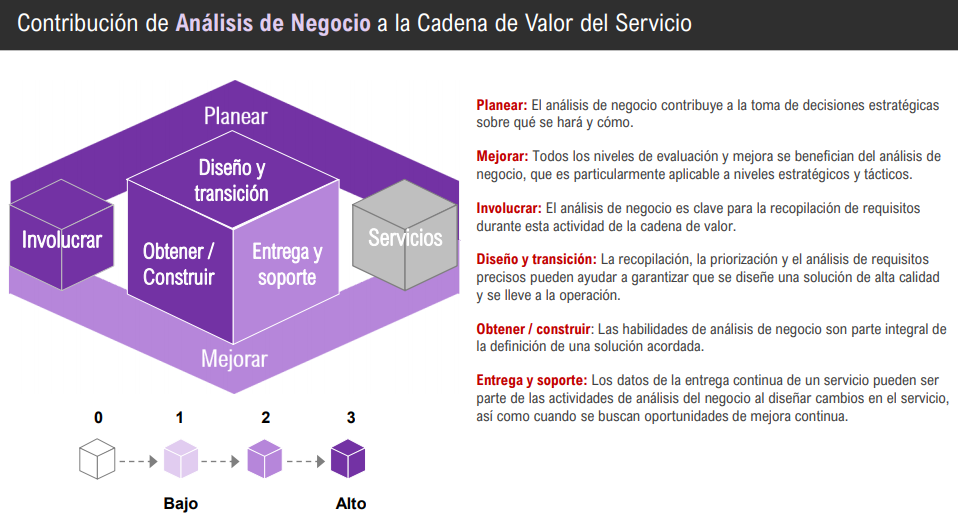 Contribución de Análisis de Negocio a la Cadena de Valor del Servicio
Planear
Diseño y
transición
Involucrar
Obtener /
Construir
Entrega y
soporte
Servicios
Mejorar
0 1 2 3
Bajo Alto
Planear: El análisis de negocio contribuye a la toma de decisiones estratégicas
sobre qué se hará y cómo.
Mejorar: Todos los niveles de evaluación y mejora se benefician del análisis de
negocio, que es particularmente aplicable a niveles estratégicos y tácticos.
Involucrar: El análisis de negocio es clave para la recopilación de requisitos
durante esta actividad de la cadena de valor.
Diseño y transición: La recopilación, la priorización y el análisis de requisitos
precisos pueden ayudar a garantizar que se diseñe una solución de alta calidad
y se lleve a la operación.
Obtener / construir: Las habilidades de análisis de negocio son parte integral de
la definición de una solución acordada.
Entrega y soporte: Los datos de la entrega continua de un servicio pueden ser
parte de las actividades de análisis del negocio al diseñar cambios en el servicio,
así como cuando se buscan oportunidades de mejora continua.